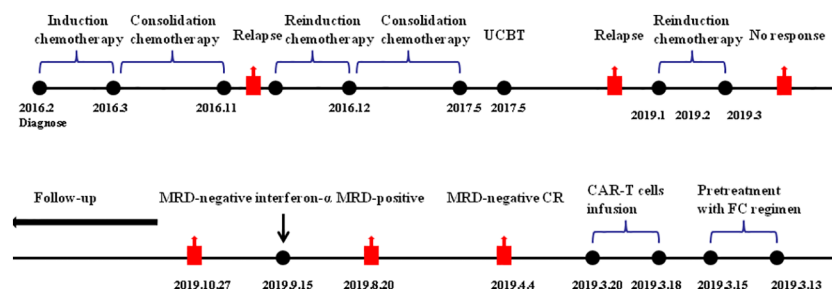 Induction
chemotherapy
Consolidation
chemotherapy
Relapse
Reinduction
chemotherapy
Consolidation
chemotherapy
UCBT
Relapse
Reinduction
chemotherapy
No response
2016.2
Diagnose
2016.3
2016.11
2016.12
2017.5
2017.5
2019.1
2019.2
2019.3
Follow-up
MRD-negative
interferon-α
MRD-positive
MRD-negative CR
CAR-T cells
infusion
Pretreatment
with FC regimen
2019.10.27
2019.9.15
2019.8.20
2019.4.4
2019.3.20
2019.3.18
2019.3.15
2019.3.13